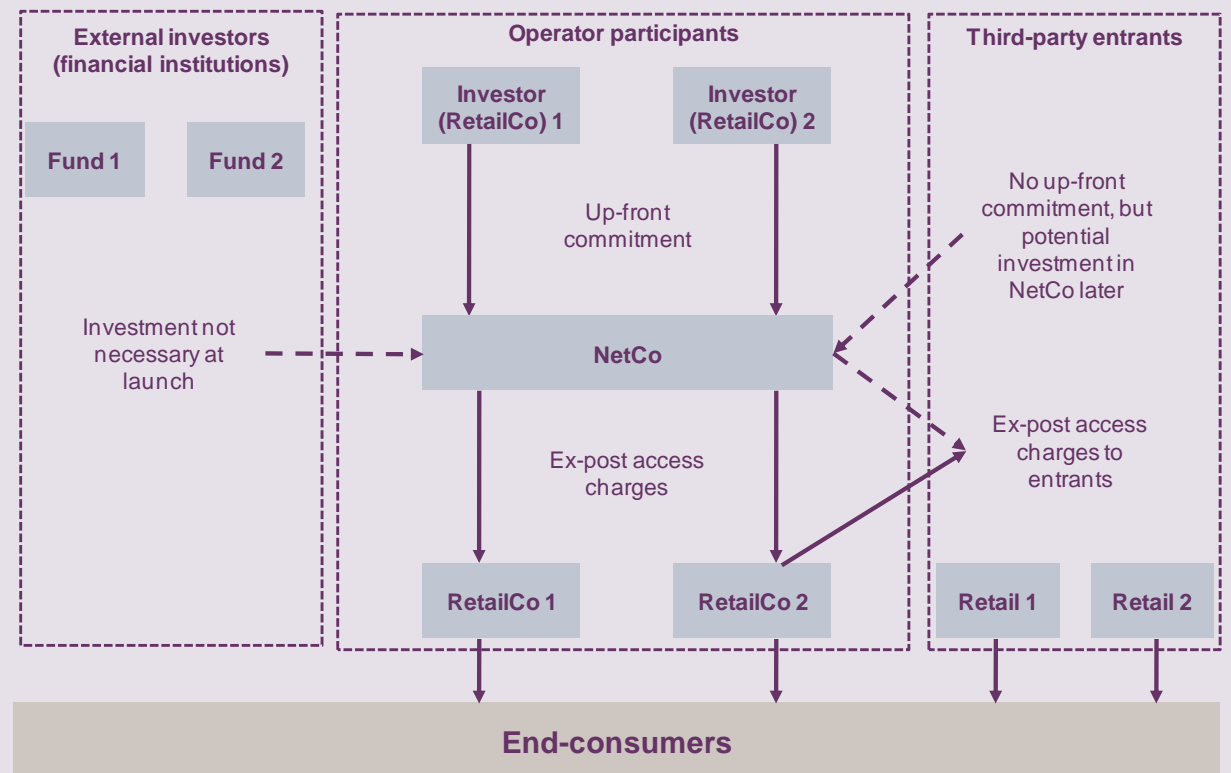 External investors
(financial institutions)
Fund 1
Fund 2
Investment not
necessary at
launch
Operator participants
Investor
(RetailCo) 1
Investor
(RetailCo) 2
Up-front
commitment
NetCo
Ex-post access
charges
RetailCo 1
RetailCo 2
Third-party entrants
No up-front
commitment, but
potential
investment in
NetCo later
Ex-post access
charges to
entrants
Retail 1
Retail 2
End-consumers